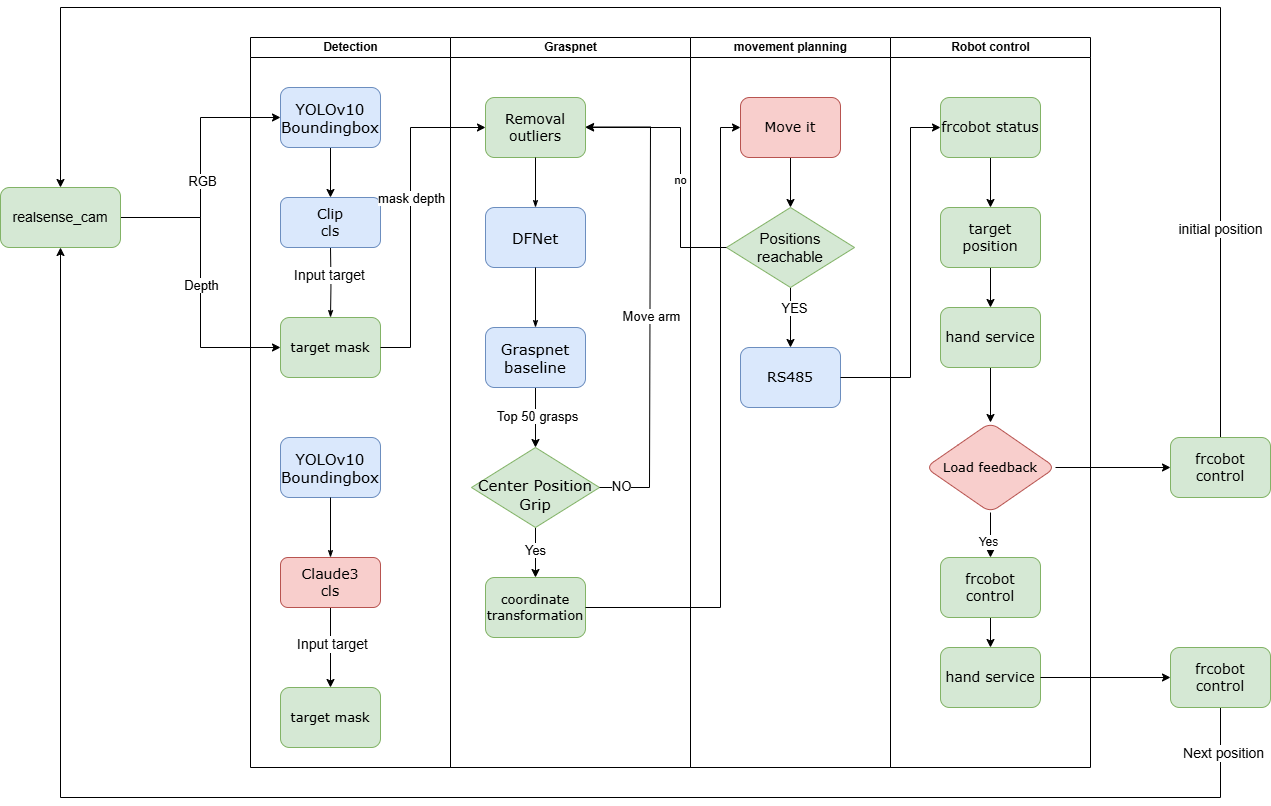 Detection
Graspnet
movement planning
Robot control
realsense_cam
RGB
Depth
YOLOv10
Boundingbox
Clip
cls
Input target
target mask
mask depth
YOLOv10
Boundingbox
Claude3
cls
Input target
target mask
Removal
outliers
DFNet
Graspnet
baseline
Top 50 grasps
Center Position
Grip
NO
Move arm
Yes
coordinate
transformation
no
Move it
Positions
reachable
YES
RS485
frcobot status
target
position
hand service
Load feedback
Yes
frcobot
control
hand service
initial position
frcobot
control
frcobot
control
Next position